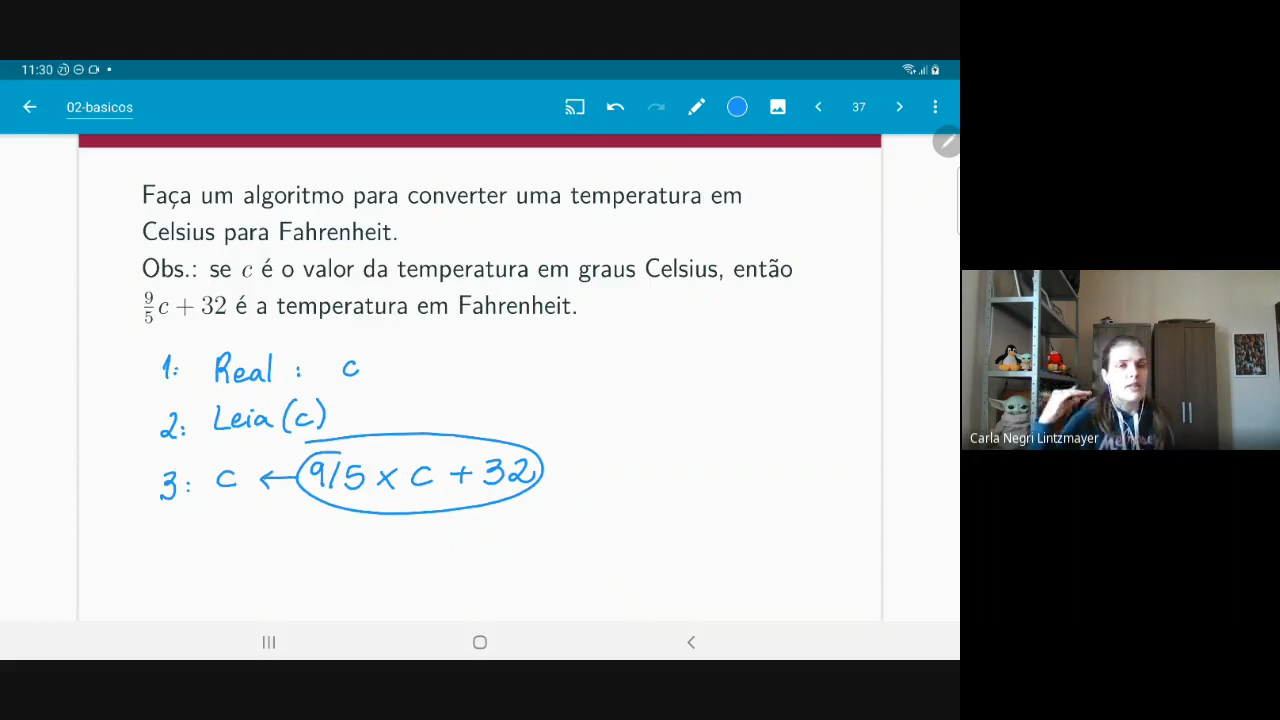 11:30
02-basicos
37
Faça um algoritmo para converter uma temperatura em
Celsius para Fahrenheit.
Obs.: se c é o valor da temperatura em graus Celsius, então
9/5 c + 32 é a temperatura em Fahrenheit.
1: Real : c
2: Leia (c)
3: c ← 9/5 × c + 32
Carla Negri Lintzmayer